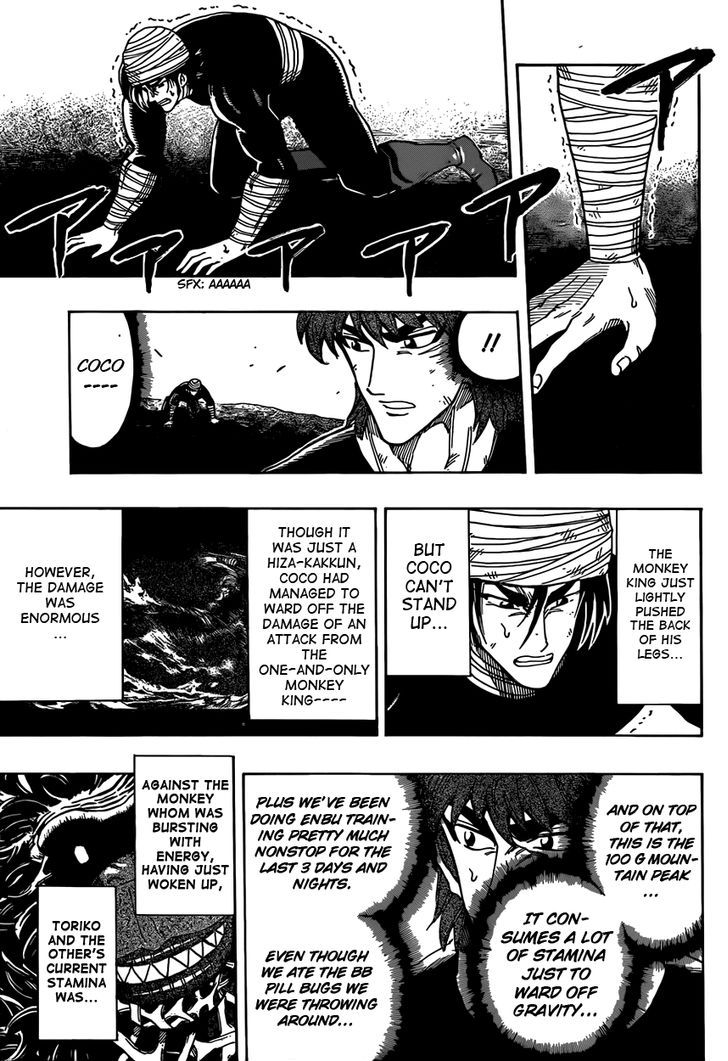 ア
ア
ア
ア
ア
ア
SFX: AAAAAA
!!
COCO
----
THE
MONKEY
KING JUST
LIGHTLY
PUSHED
THE BACK
OF HIS
LEGS...
BUT
COCO
CAN'T
STAND
UP...
THOUGH IT
WAS JUST A
HIZA-KAKKUN,
COCO HAD
MANAGED TO
WARD OFF THE
DAMAGE OF AN
ATTACK FROM
THE
ONE-AND-ONLY
MONKEY
KING----
HOWEVER,
THE DAMAGE
WAS
ENORMOUS
...
AND ON TOP
OF THAT,
THIS IS THE
100 G MOUN-
TAIN PEAK
...
IT CON-
SUMES A LOT
OF STAMINA
JUST TO
WARD OFF
GRAVITY...
PLUS WE'VE BEEN
DOING ENBU TRAIN-
ING PRETTY MUCH
NONSTOP FOR THE
LAST 3 DAYS AND
NIGHTS.
EVEN THOUGH
WE ATE THE BB
PILL BUGS WE
WERE THROWING
AROUND...
AGAINST THE
MONKEY
WHOM WAS
BURSTING
WITH
ENERGY,
HAVING JUST
WOKEN UP,
TORIKO
AND THE
OTHER'S
CURRENT
STAMINA
WAS...